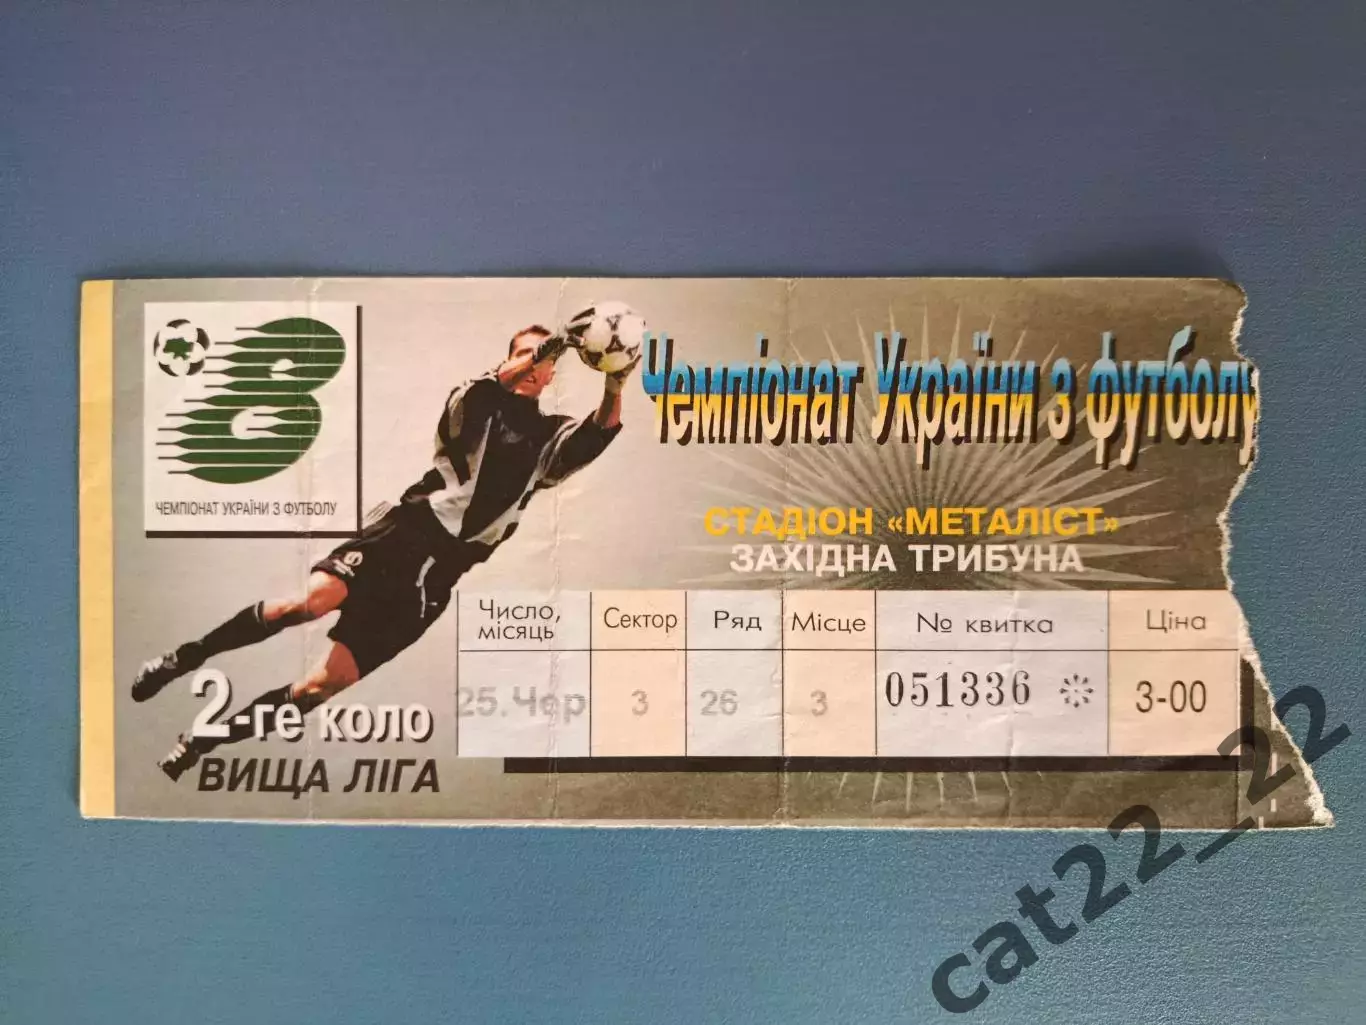 Чемпіонат України з футболу
ЧЕМПІОНАТ УКРАЇНИ З ФУТБОЛУ
СТАДІОН «МЕТАЛІСТ»
ЗАХІДНА ТРИБУНА
Число, місяць
Сектор
Ряд
Місце
№ квитка
Ціна
25.Чер
3
26
3
051336
3-00
2-ге коло
ВИЩА ЛІГА
cat22_22